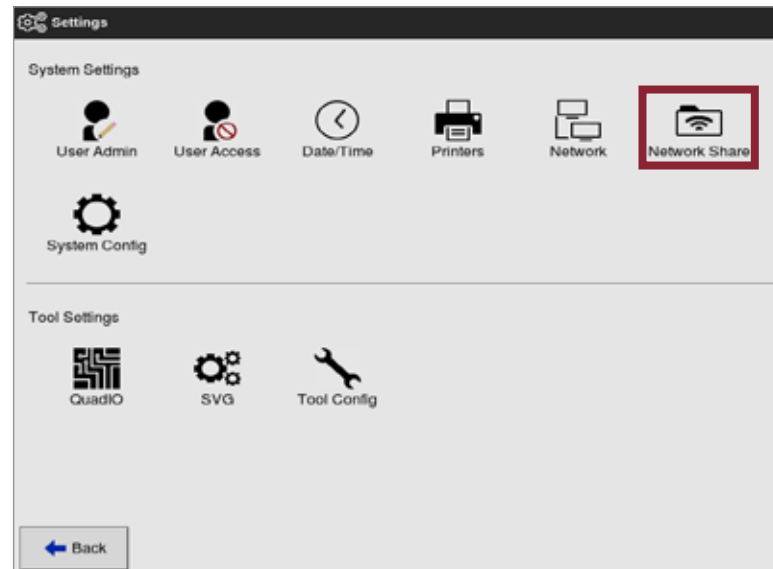 Settings
System Settings
User Admin User Access Date/Time Printers Network Network Share
System Config
Tool Settings
QuadIO SVG Tool Config
Back